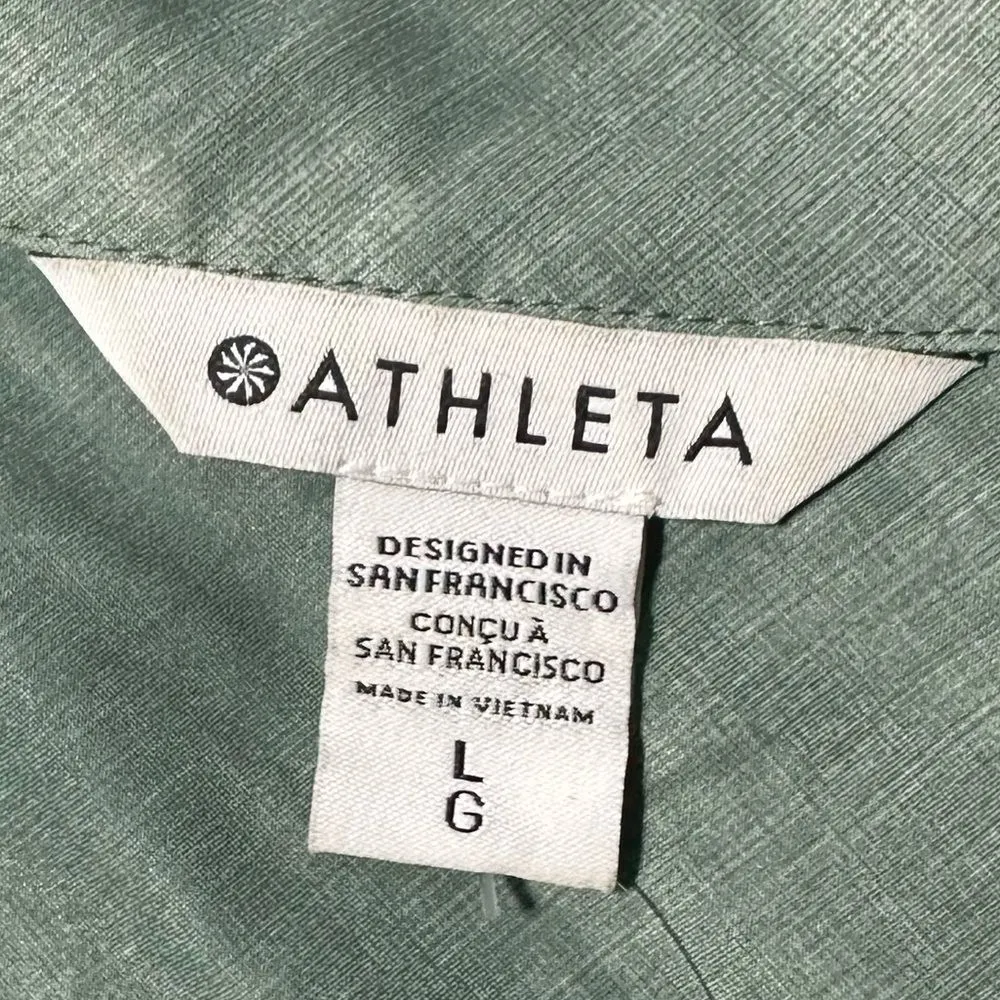 ATHLETA
DESIGNED IN
SAN FRANCISCO
CONÇU À
SAN FRANCISCO
MADE IN VIETNAM
L
G